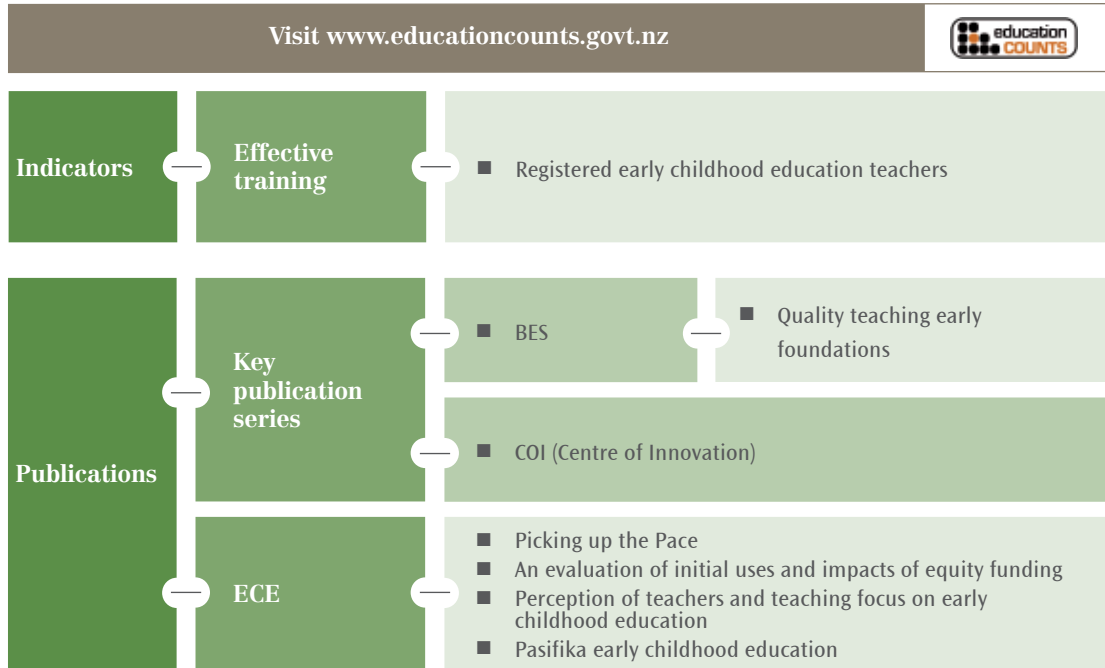 Visit www.educationcounts.govt.nz
education
COUNTS
Indicators
Effective
training
■ Registered early childhood education teachers
Publications
Key
publication
series
■ BES
■ Quality teaching early
foundations
■ COI (Centre of Innovation)
ECE
■ Picking up the Pace
■ An evaluation of initial uses and impacts of equity funding
■ Perception of teachers and teaching focus on early
childhood education
■ Pasifika early childhood education